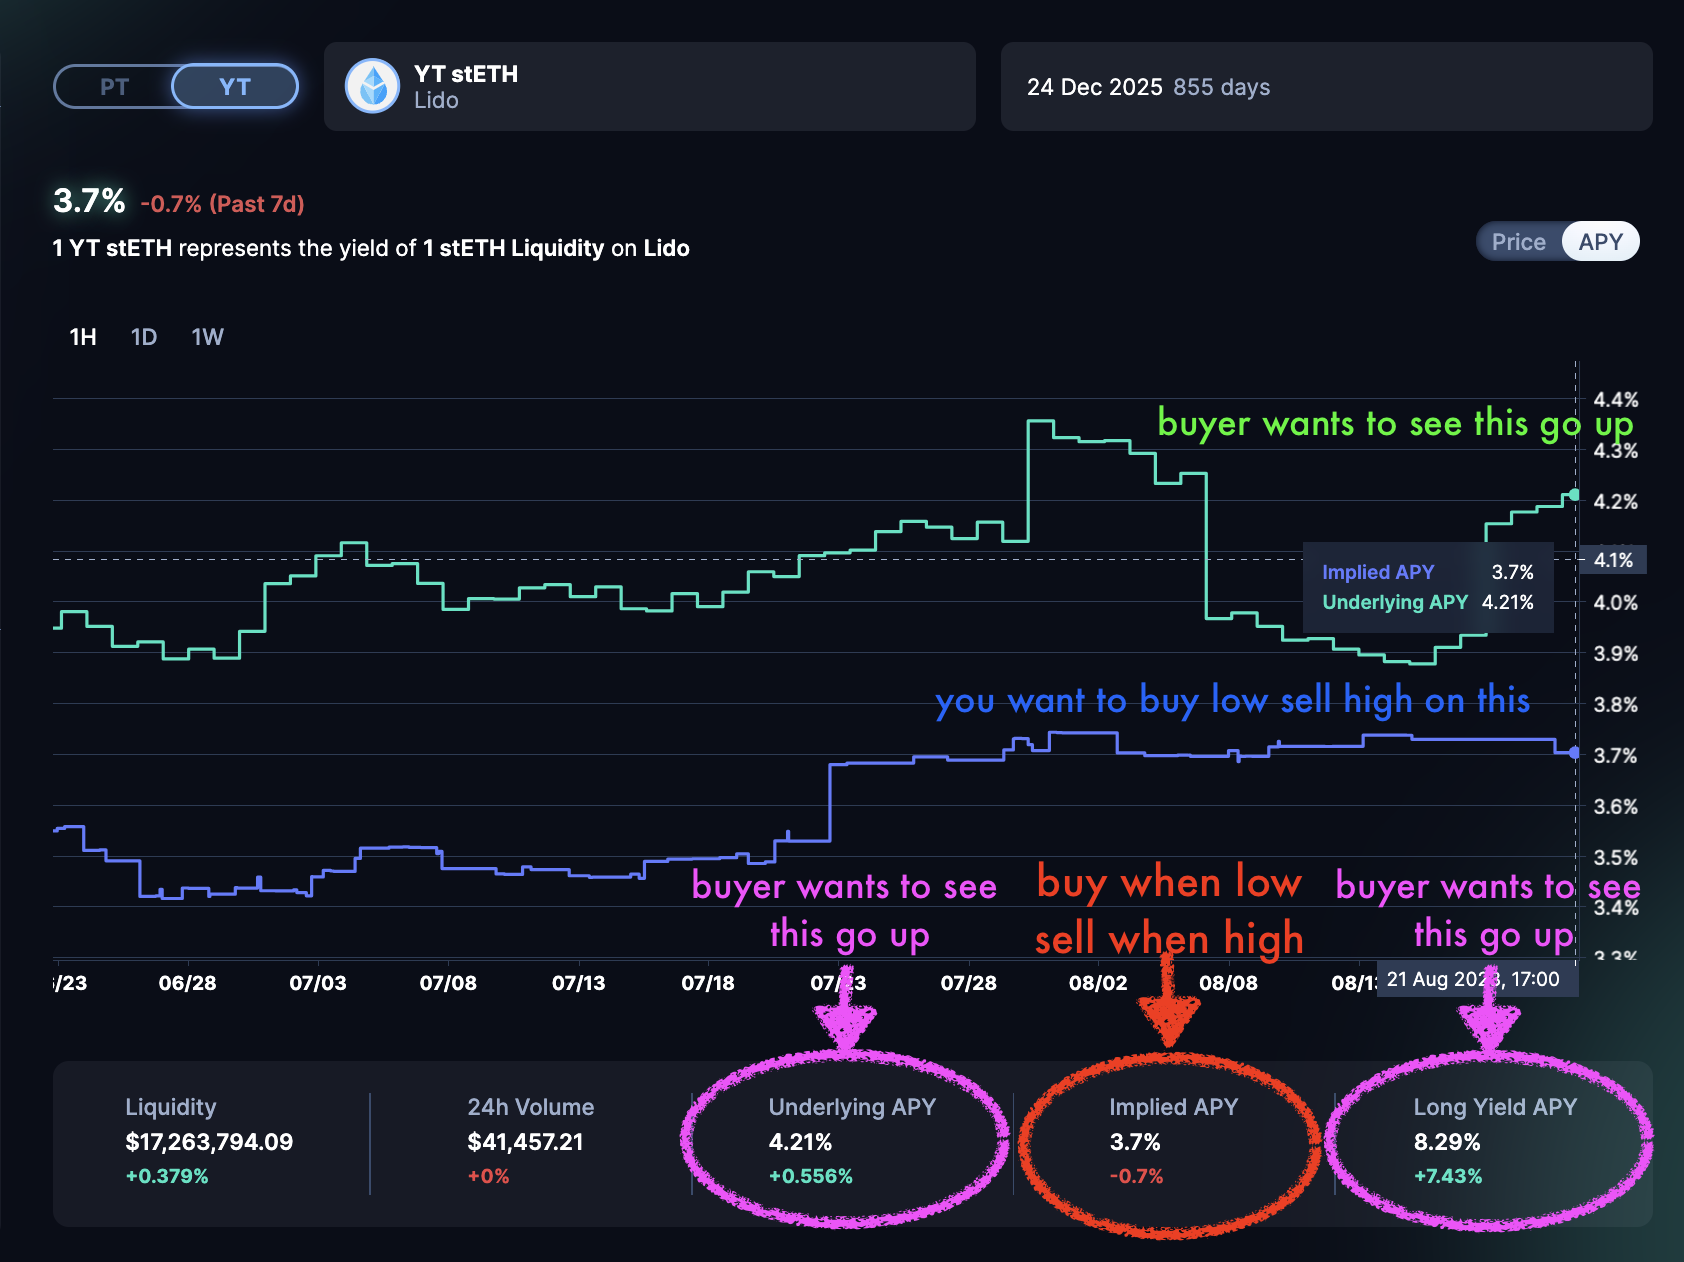 PT
YT
YT stETH
Lido
24 Dec 2025 855 days
3.7% -0.7% (Past 7d)
1 YT stETH represents the yield of 1 stETH Liquidity on Lido
Price
APY
1H 1D 1W
4.4%
buyer wants to see this go up
4.3%
4.2%
4.1%
Implied APY 3.7%
Underlying APY 4.21%
4.0%
3.9%
you want to buy low sell high on this
3.8%
3.7%
3.6%
3.5%
buyer wants to see
this go up
buy when low
sell when high
buyer wants to see
this go up
3.4%
3.3%
/23 06/28 07/03 07/08 07/13 07/18 07/23 07/28 08/02 08/08 08/13
21 Aug 2023, 17:00
Liquidity
$17,263,794.09
+0.379%
24h Volume
$41,457.21
+0%
Underlying APY
4.21%
+0.556%
Implied APY
3.7%
-0.7%
Long Yield APY
8.29%
+7.43%